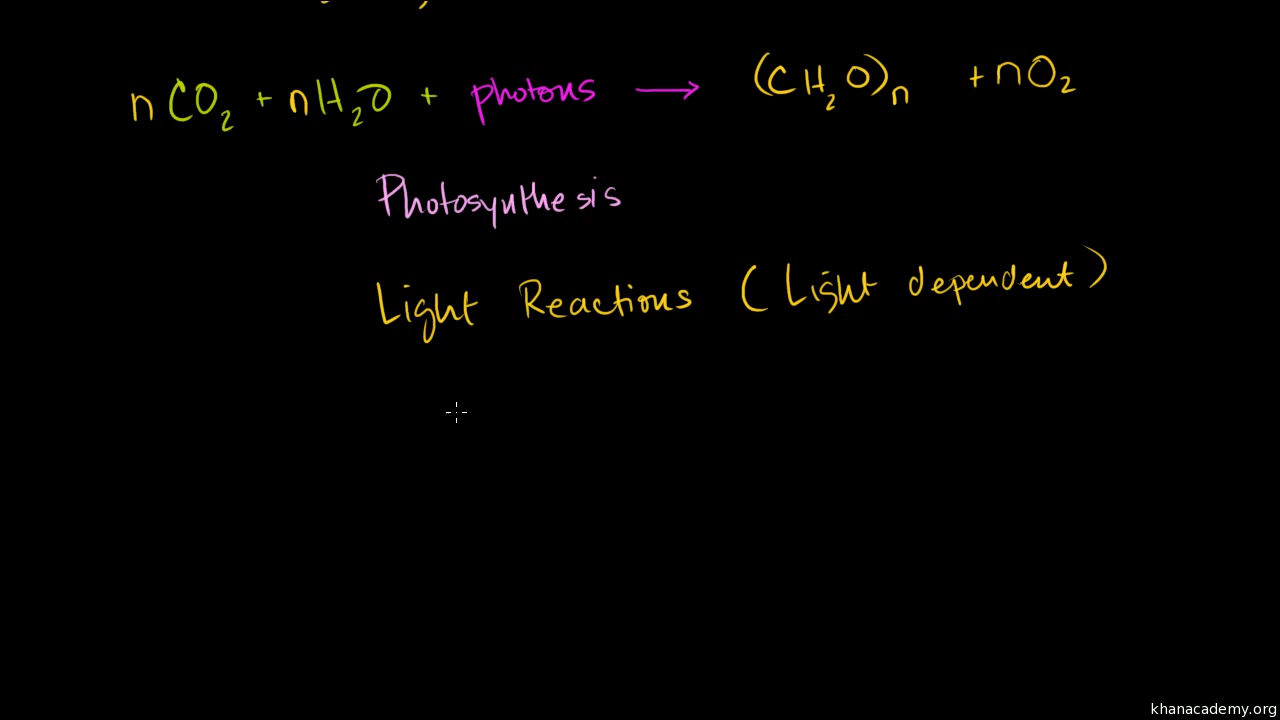 nCO₂ + nH₂O + photons → (CH₂O)n + nO₂
Photosynthesis
Light Reactions (Light dependent)
khanacademy.org